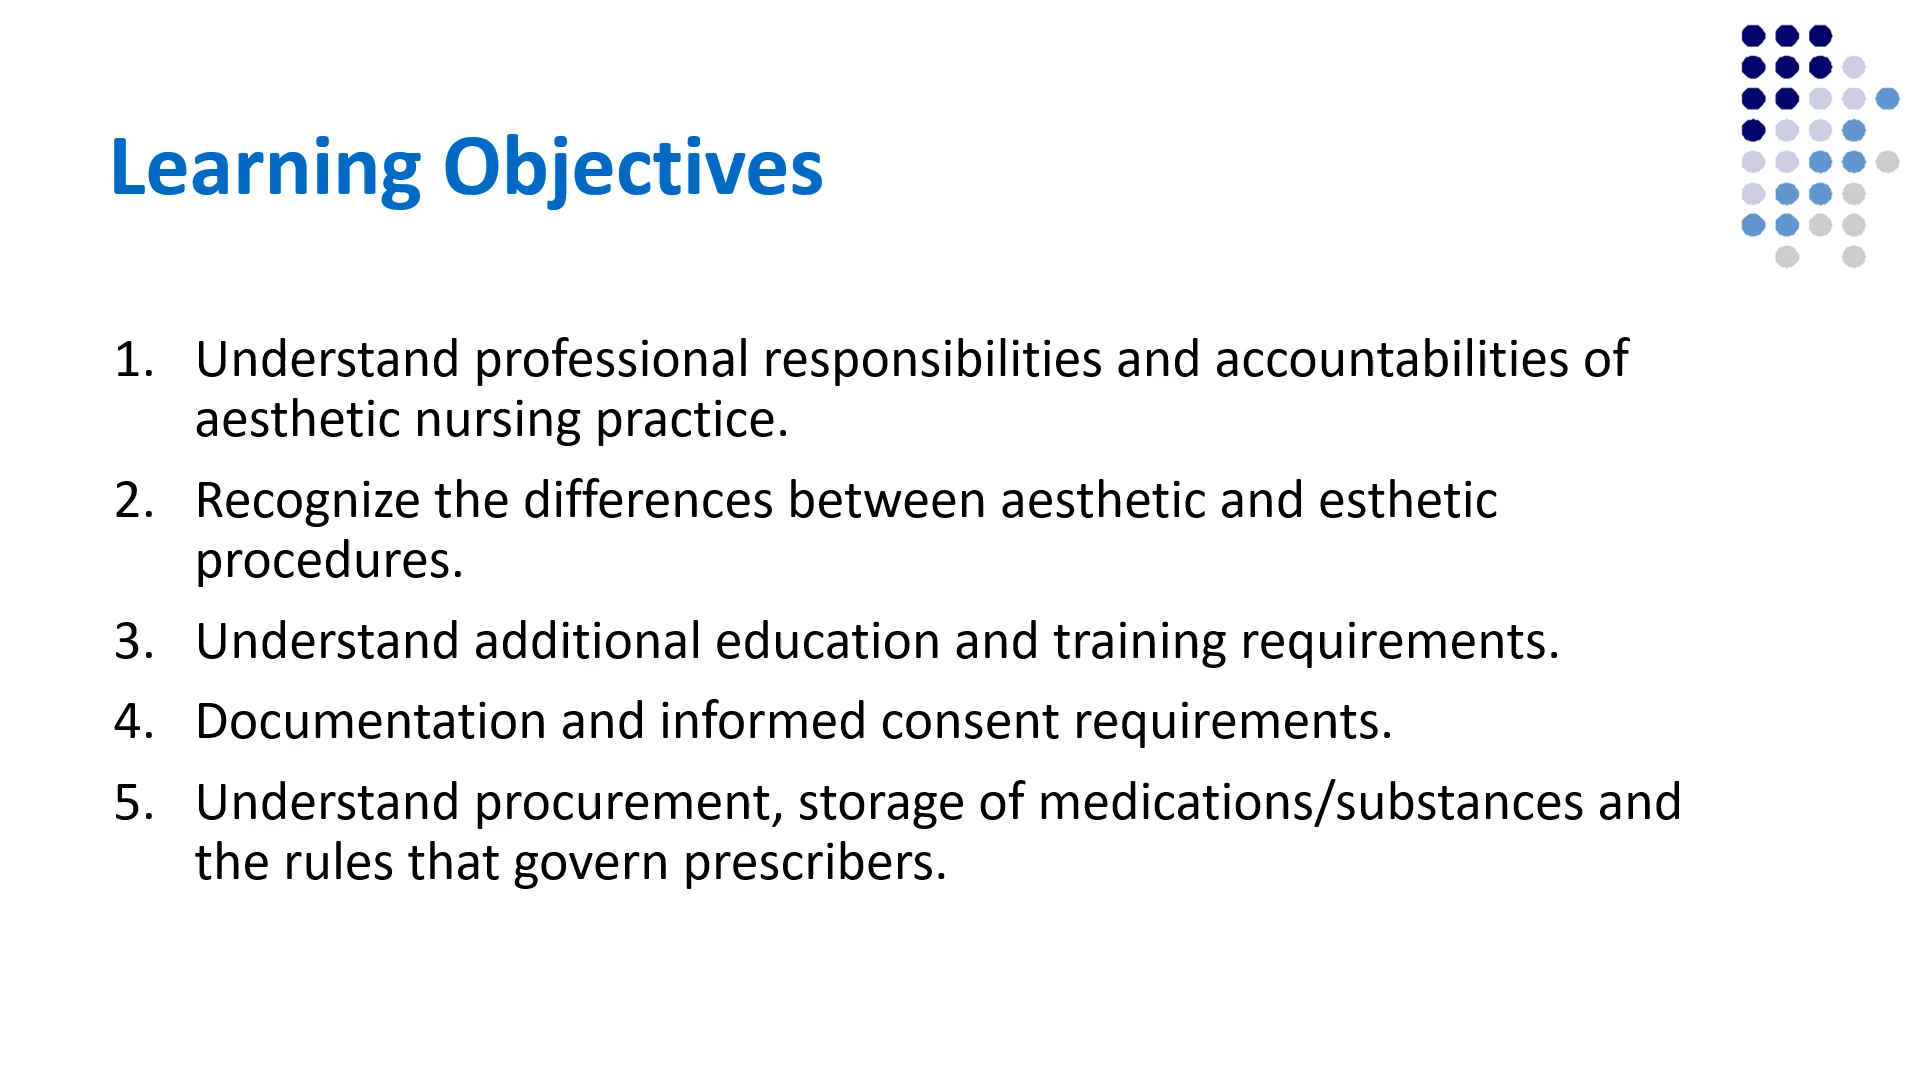 Learning Objectives
1. Understand professional responsibilities and accountabilities of
aesthetic nursing practice.
2. Recognize the differences between aesthetic and esthetic
procedures.
3. Understand additional education and training requirements.
4. Documentation and informed consent requirements.
5. Understand procurement, storage of medications/substances and
the rules that govern prescribers.